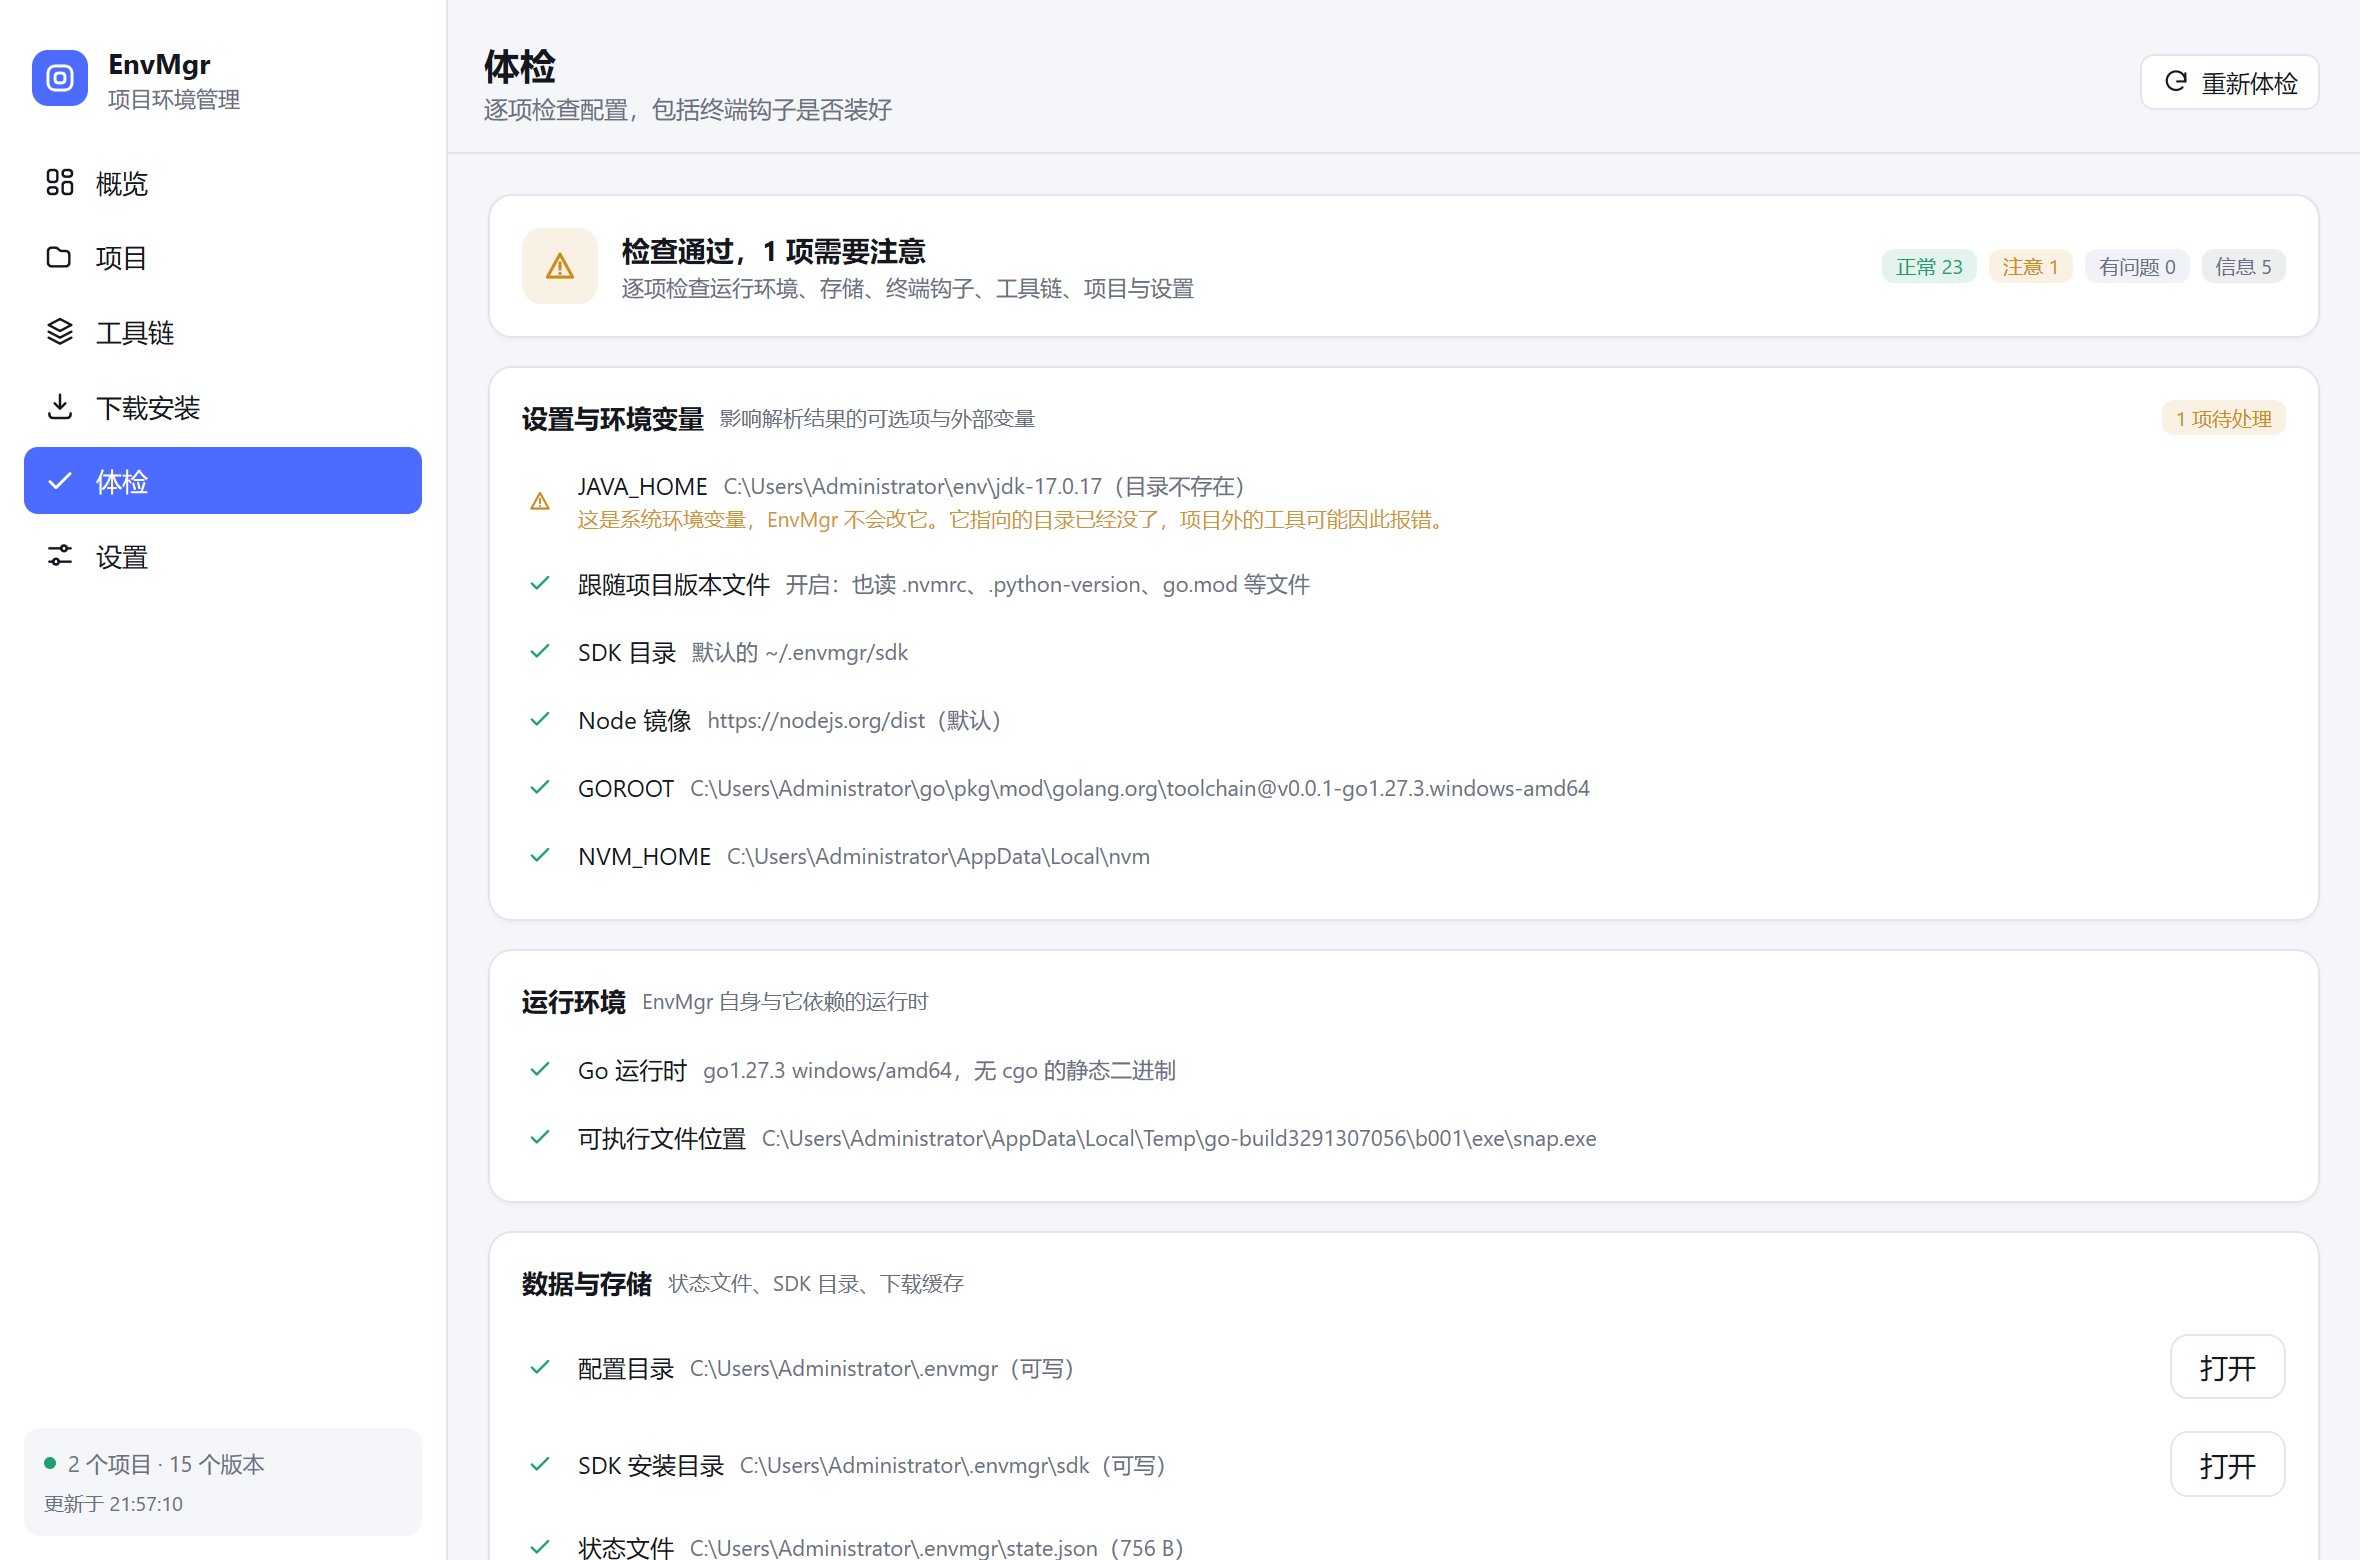 EnvMgr
项目环境管理
概览
项目
工具链
下载安装
体检
设置
2 个项目 · 15 个版本
更新于 21:57:10
体检
逐项检查配置，包括终端钩子是否装好
重新体检
检查通过，1 项需要注意
逐项检查运行环境、存储、终端钩子、工具链、项目与设置
正常 23 注意 1 有问题 0 信息 5
设置与环境变量 影响解析结果的可选项与外部变量 1 项待处理
JAVA_HOME C:\Users\Administrator\env\jdk-17.0.17（目录不存在）
这是系统环境变量，EnvMgr 不会改它。它指向的目录已经没了，项目外的工具可能因此报错。
跟随项目版本文件 开启：也读 .nvmrc、.python-version、go.mod 等文件
SDK 目录 默认的 ~/.envmgr/sdk
Node 镜像 https://nodejs.org/dist（默认）
GOROOT C:\Users\Administrator\go\pkg\mod\golang.org\toolchain@v0.0.1-go1.27.3.windows-amd64
NVM_HOME C:\Users\Administrator\AppData\Local\nvm
运行环境 EnvMgr 自身与它依赖的运行时
Go 运行时 go1.27.3 windows/amd64，无 cgo 的静态二进制
可执行文件位置 C:\Users\Administrator\AppData\Local\Temp\go-build3291307056\b001\exe\snap.exe
数据与存储 状态文件、SDK 目录、下载缓存
配置目录 C:\Users\Administrator\.envmgr（可写） 打开
SDK 安装目录 C:\Users\Administrator\.envmgr\sdk（可写） 打开
状态文件 C:\Users\Administrator\.envmgr\state.json（756 B）